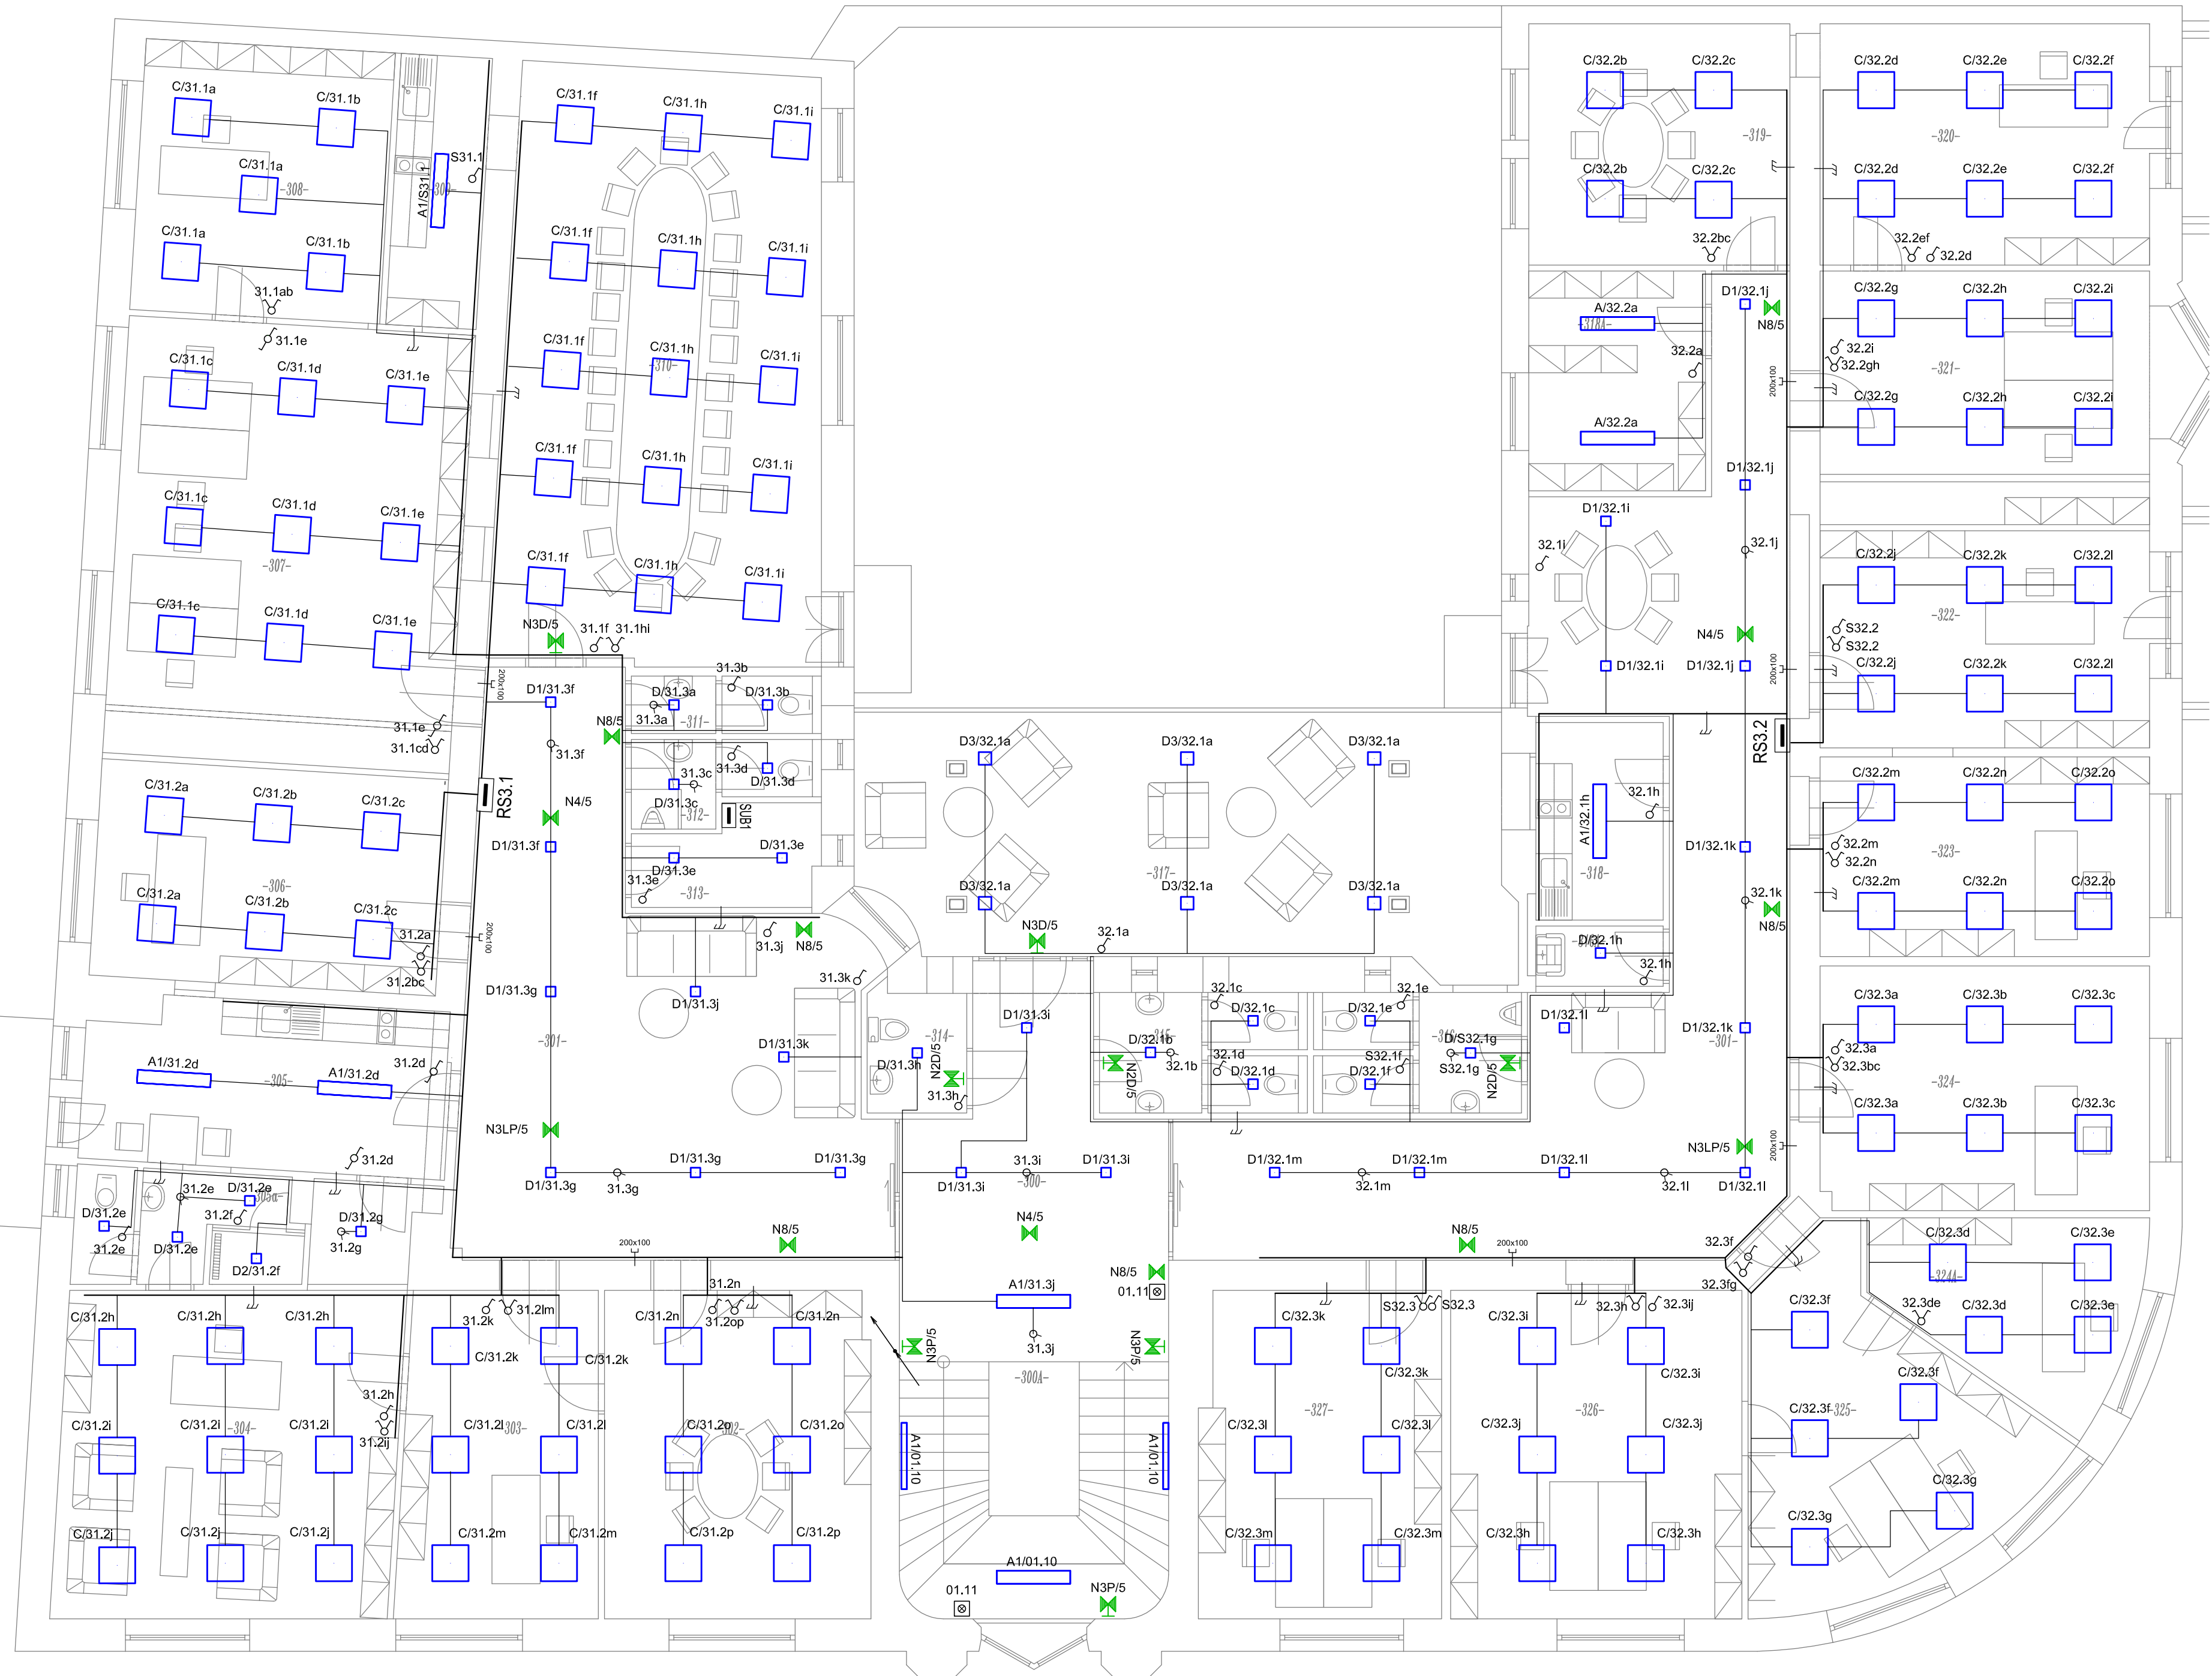 C/31.1a
C/31.1b
C/31.1a
-308-
C/31.1a
C/31.1b
31.1ab
31.1e
S31.1
A1/S31.1
C/31.1f
C/31.1h
C/31.1i
C/31.1f
C/31.1h
C/31.1i
C/31.1f
C/31.1h
C/31.1i
-310-
C/31.1f
C/31.1h
C/31.1i
C/31.1f
C/31.1h
C/31.1i
N3D/5
31.1f
31.1hi
C/31.1c
C/31.1d
C/31.1e
C/31.1c
C/31.1d
C/31.1e
-307-
C/31.1c
C/31.1d
C/31.1e
31.1e
31.1cd
200x100
D1/31.3f
N8/5
31.3f
RS3.1
N4/5
D1/31.3f
31.3b
D/31.3a
D/31.3b
31.3a
-311-
31.3c
31.3d
D/31.3d
D/31.3c
-312-
SUB1
D/31.3e
D/31.3e
31.3e
-313-
C/31.2a
C/31.2b
C/31.2c
-306-
C/31.2a
C/31.2b
C/31.2c
31.2a
31.2bc
200x100
31.3j
N8/5
31.3k
D1/31.3g
D1/31.3j
-301-
D1/31.3k
N3LP/5
D1/31.3g
D1/31.3g
D1/31.3g
31.3g
A1/31.2d
A1/31.2d
-305-
31.2d
31.2d
D/31.2e
31.2e
D/31.2e
-305a-
31.2f
D/31.2e
31.2e
D/31.2g
31.2g
D2/31.2f
200x100
N8/5
-314-
D/31.3h
N2D/5
31.3h
D1/31.3i
31.3i
D1/31.3i
D1/31.3i
-300-
N4/5
N8/5
01.11
A1/31.3j
31.3j
N3P/5
N3P/5
-300A-
A1/01.10
A1/01.10
A1/01.10
01.11
N3P/5
D3/32.1a
D3/32.1a
D3/32.1a
-317-
D3/32.1a
D3/32.1a
D3/32.1a
N3D/5
32.1a
32.1c
32.1e
D/32.1c
D/32.1e
D/32.1b
-315-
32.1b
N2D/5
32.1d
D/32.1d
S32.1f
D/32.1f
-316-
D/S32.1g
S32.1g
N2D/5
C/32.2b
C/32.2c
-319-
C/32.2b
C/32.2c
32.2bc
C/32.2d
C/32.2e
C/32.2f
-320-
C/32.2d
C/32.2e
C/32.2f
32.2ef
32.2d
D1/32.1j
N8/5
A/32.2a
-318A-
32.2a
A/32.2a
200x100
C/32.2g
C/32.2h
C/32.2i
32.2i
32.2gh
-321-
C/32.2g
C/32.2h
C/32.2i
D1/32.1j
D1/32.1i
32.1i
32.1j
N4/5
D1/32.1i
D1/32.1j
200x100
C/32.2j
C/32.2k
C/32.2l
S32.2
S32.2
-322-
C/32.2j
C/32.2k
C/32.2l
RS3.2
A1/32.1h
32.1h
-318-
D1/32.1k
32.1k
N8/5
C/32.2m
C/32.2n
C/32.2o
32.2m
32.2n
-323-
C/32.2m
C/32.2n
C/32.2o
D/32.1h
32.1h
D1/32.1l
D1/32.1k
-301-
C/32.3a
C/32.3b
C/32.3c
32.3a
32.3bc
-324-
C/32.3a
C/32.3b
C/32.3c
N3LP/5
200x100
D1/32.1m
D1/32.1m
D1/32.1l
D1/32.1l
32.1m
32.1l
N8/5
200x100
32.3f
32.3fg
C/32.3d
C/32.3e
-324A-
C/32.3f
32.3de
C/32.3d
C/32.3e
C/32.3f
C/32.3f
-325-
C/32.3g
C/32.3g
C/31.2h
C/31.2h
C/31.2h
C/31.2i
C/31.2i
C/31.2i
-304-
C/31.2j
C/31.2j
C/31.2j
31.2h
31.2ij
31.2k
31.2lm
C/31.2k
C/31.2k
C/31.2l
C/31.2l
-303-
C/31.2m
C/31.2m
31.2n
31.2op
C/31.2n
C/31.2n
C/31.2o
C/31.2o
-302-
C/31.2p
C/31.2p
C/32.3k
S32.3
S32.3
C/32.3k
-327-
C/32.3l
C/32.3l
C/32.3m
C/32.3m
C/32.3i
32.3h
32.3ij
C/32.3i
-326-
C/32.3j
C/32.3j
C/32.3h
C/32.3h